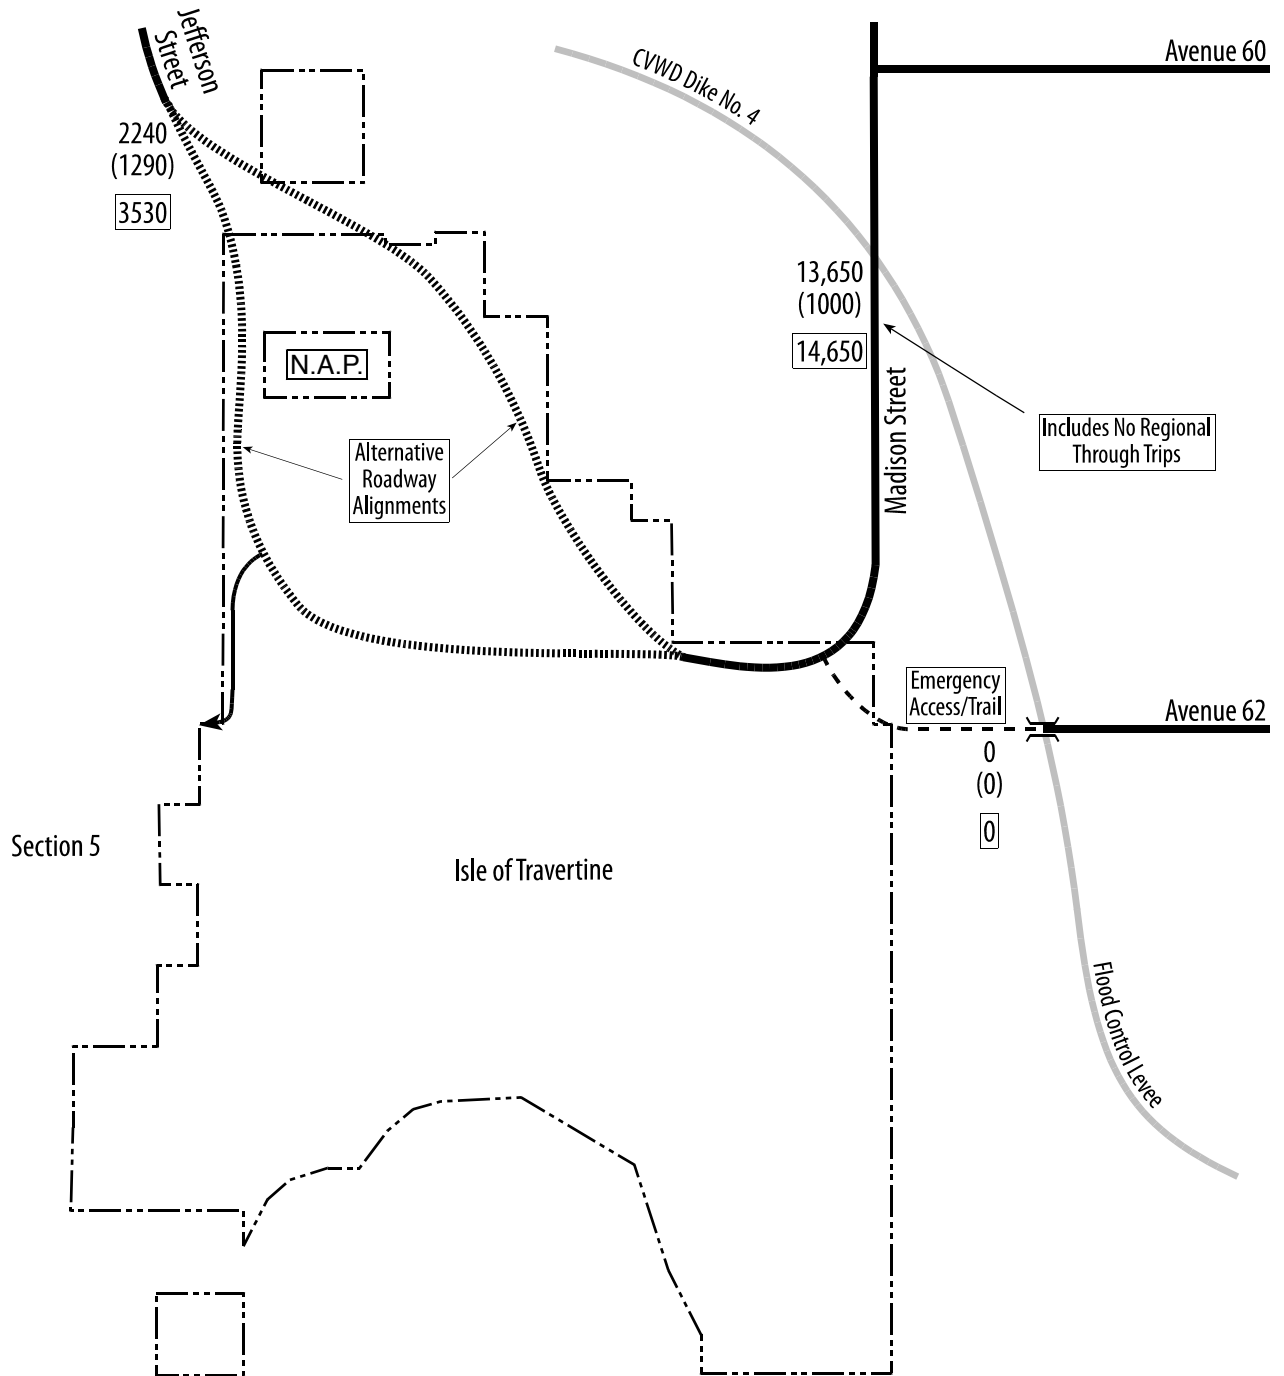 Jefferson
Street
CVWD Dike No. 4
Avenue 60
2240
(1290)
3530
13,650
(1000)
14,650
N.A.P.
Madison Street
Includes No Regional
Through Trips
Alternative
Roadway
Alignments
Emergency
Access/Trail
Avenue 62
0
(0)
0
Section 5
Isle of Travertine
Flood Control Levee